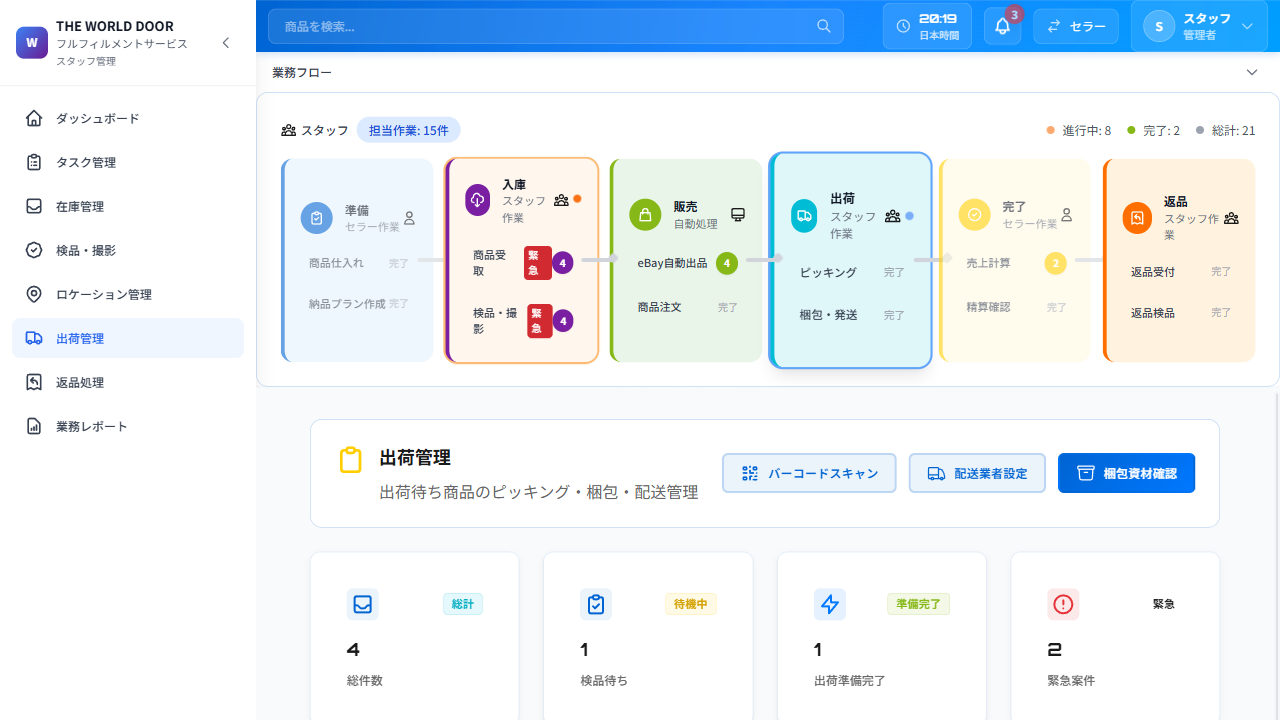 W
THE WORLD DOOR
フルフィルメントサービス
スタッフ管理
ダッシュボード
タスク管理
在庫管理
検品・撮影
ロケーション管理
出荷管理
返品処理
業務レポート
商品を検索...
20:19
日本時間
3
セラー
S
スタッフ
管理者
業務フロー
スタッフ
担当作業: 15件
進行中: 8
完了: 2
総計: 21
準備
セラー作業
商品仕入れ
完了
納品プラン作成
完了
入庫
スタッフ
作業
商品受
取
緊
急
4
検品・撮
影
緊
急
4
販売
自動処理
eBay自動出品
4
商品注文
完了
出荷
スタッフ
作業
ピッキング
完了
梱包・発送
完了
完了
セラー作業
売上計算
2
精算確認
完了
返品
スタッフ作
業
返品受付
完了
返品検品
完了
出荷管理
出荷待ち商品のピッキング・梱包・配送管理
バーコードスキャン
配送業者設定
梱包資材確認
総計
4
総件数
待機中
1
検品待ち
準備完了
1
出荷準備完了
緊急
2
緊急案件